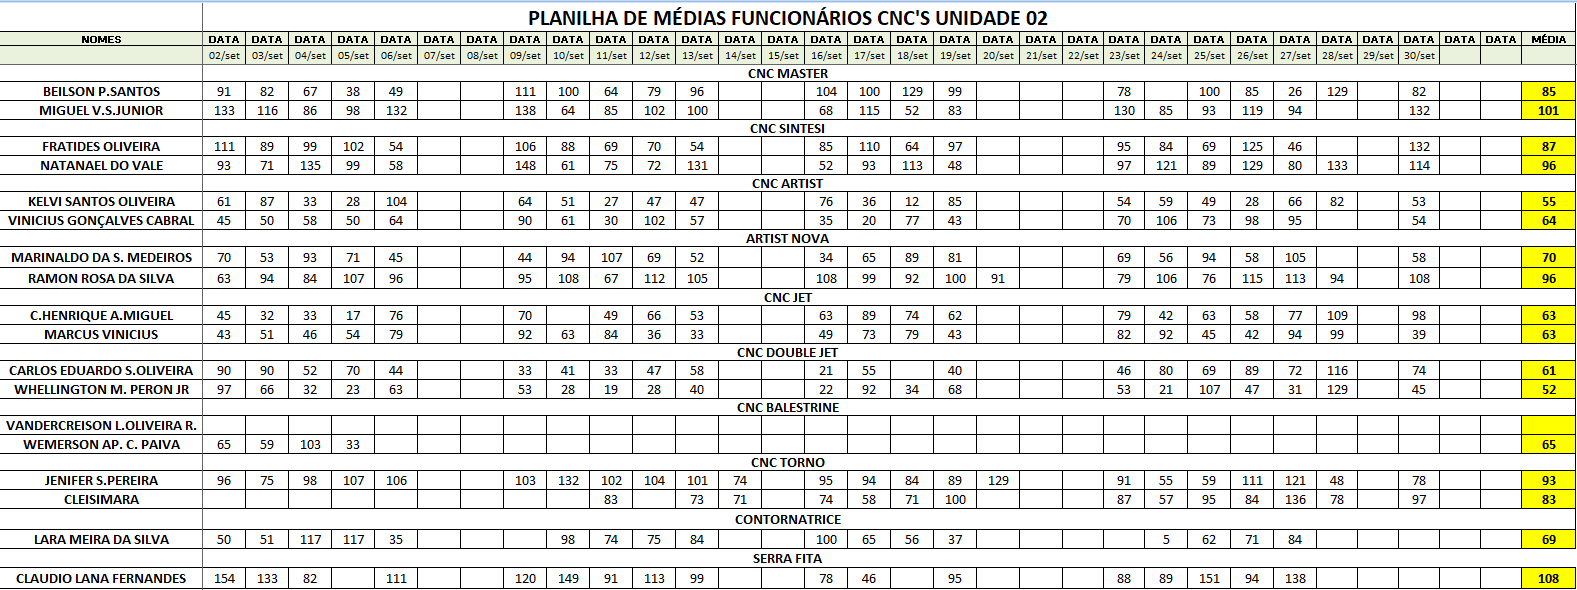 PLANILHA DE MÉDIAS FUNCIONÁRIOS CNC'S UNIDADE 02
NOMES DATA DATA DATA DATA DATA DATA DATA DATA DATA DATA DATA DATA DATA DATA DATA DATA DATA DATA DATA DATA DATA DATA DATA DATA DATA DATA DATA DATA DATA DATA DATA MÉDIA
02/set 03/set 04/set 05/set 06/set 07/set 08/set 09/set 10/set 11/set 12/set 13/set 14/set 15/set 16/set 17/set 18/set 19/set 20/set 21/set 22/set 23/set 24/set 25/set 26/set 27/set 28/set 29/set 30/set
CNC MASTER
BEILSON P.SANTOS 91 82 67 38 49 111 100 64 79 96 104 100 129 99 78 100 85 26 129 82 85
MIGUEL V.S.JUNIOR 133 116 86 98 132 138 64 85 102 100 68 115 52 83 130 85 93 119 94 132 101
CNC SINTESI
FRATIDES OLIVEIRA 111 89 99 102 54 106 88 69 70 54 85 110 64 97 95 84 69 125 46 132 87
NATANAEL DO VALE 93 71 135 99 58 148 61 75 72 131 52 93 113 48 97 121 89 129 80 133 114 96
CNC ARTIST
KELVI SANTOS OLIVEIRA 61 87 33 28 104 64 51 27 47 47 76 36 12 85 54 59 49 28 66 82 53 55
VINICIUS GONÇALVES CABRAL 45 50 58 50 64 90 61 30 102 57 35 20 77 43 70 106 73 98 95 54 64
ARTIST NOVA
MARINALDO DA S. MEDEIROS 70 53 93 71 45 44 94 107 69 52 34 65 89 81 69 56 94 58 105 58 70
RAMON ROSA DA SILVA 63 94 84 107 96 95 108 67 112 105 108 99 92 100 91 79 106 76 115 113 94 108 96
CNC JET
C.HENRIQUE A.MIGUEL 45 32 33 17 76 70 49 66 53 63 89 74 62 79 42 63 58 77 109 98 63
MARCUS VINICIUS 43 51 46 54 79 92 63 84 36 33 49 73 79 43 82 92 45 42 94 99 39 63
CNC DOUBLE JET
CARLOS EDUARDO S.OLIVEIRA 90 90 52 70 44 33 41 33 47 58 21 55 40 46 80 69 89 72 116 74 61
WHELLINGTON M. PERON JR 97 66 32 23 63 53 28 19 28 40 22 92 34 68 53 21 107 47 31 129 45 52
CNC BALESTRINE
VANDERCREISON L.OLIVEIRA R.
WEMERSON AP. C. PAIVA 65 59 103 33 65
CNC TORNO
JENIFER S.PEREIRA 96 75 98 107 106 103 132 102 104 101 74 95 94 84 89 129 91 55 59 111 121 48 78 93
CLEISIMARA 83 73 71 74 58 71 100 87 57 95 84 136 78 97 83
CONTORNATRICE
LARA MEIRA DA SILVA 50 51 117 117 35 98 74 75 84 100 65 56 37 5 62 71 84 69
SERRA FITA
CLAUDIO LANA FERNANDES 154 133 82 111 120 149 91 113 99 78 46 95 88 89 151 94 138 108